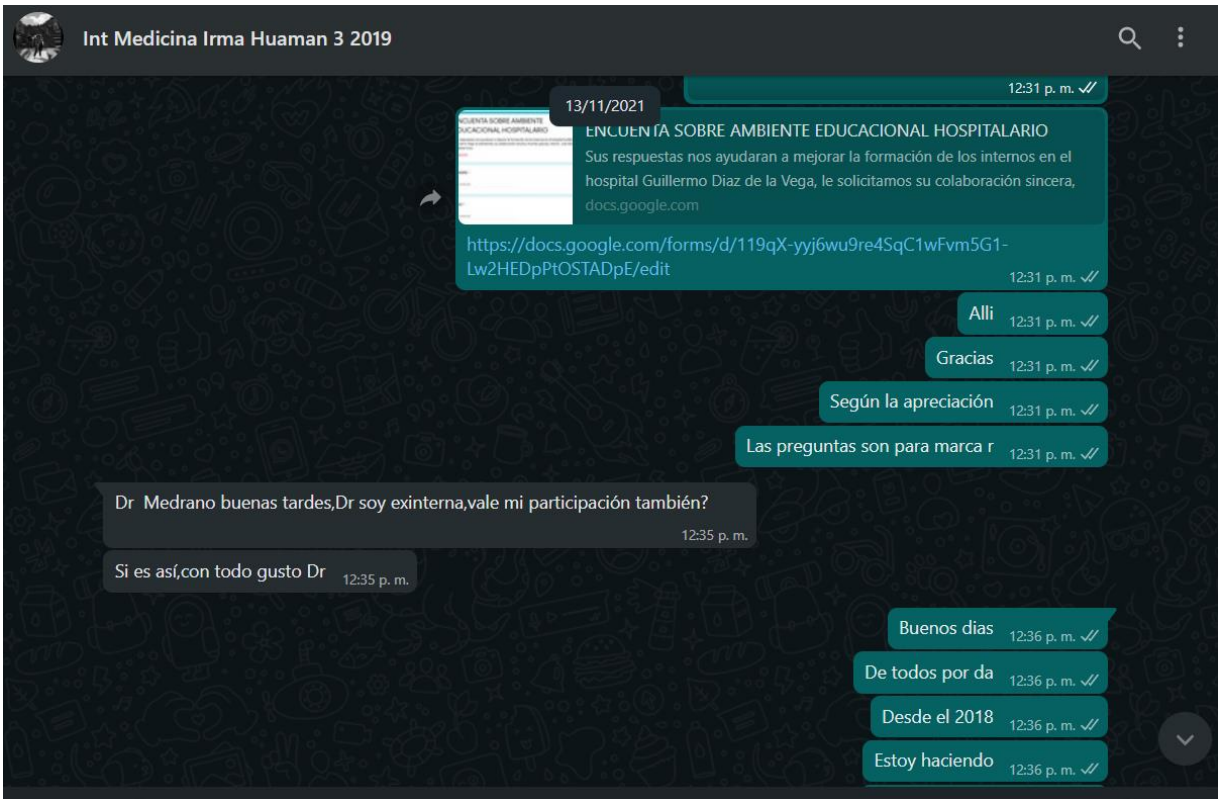 Int Medicina Irma Huaman 3 2019
12:31 p. m.
13/11/2021
ENCUENTA SOBRE AMBIENTE EDUCACIONAL HOSPITALARIO
Sus respuestas nos ayudaran a mejorar la formación de los internos en el
hospital Guillermo Diaz de la Vega, le solicitamos su colaboración sincera,
docs.google.com
https://docs.google.com/forms/d/119qX-yyj6wu9re4SqC1wFvm5G1-
Lw2HEDpPtOSTADpE/edit
12:31 p. m.
Alli 12:31 p. m.
Gracias 12:31 p. m.
Según la apreciación 12:31 p. m.
Las preguntas son para marca r 12:31 p. m.
Dr Medrano buenas tardes,Dr soy exinterna,vale mi participación también?
12:35 p. m.
Si es así,con todo gusto Dr 12:35 p. m.
Buenos dias 12:36 p. m.
De todos por da 12:36 p. m.
Desde el 2018 12:36 p. m.
Estoy haciendo 12:36 p. m.